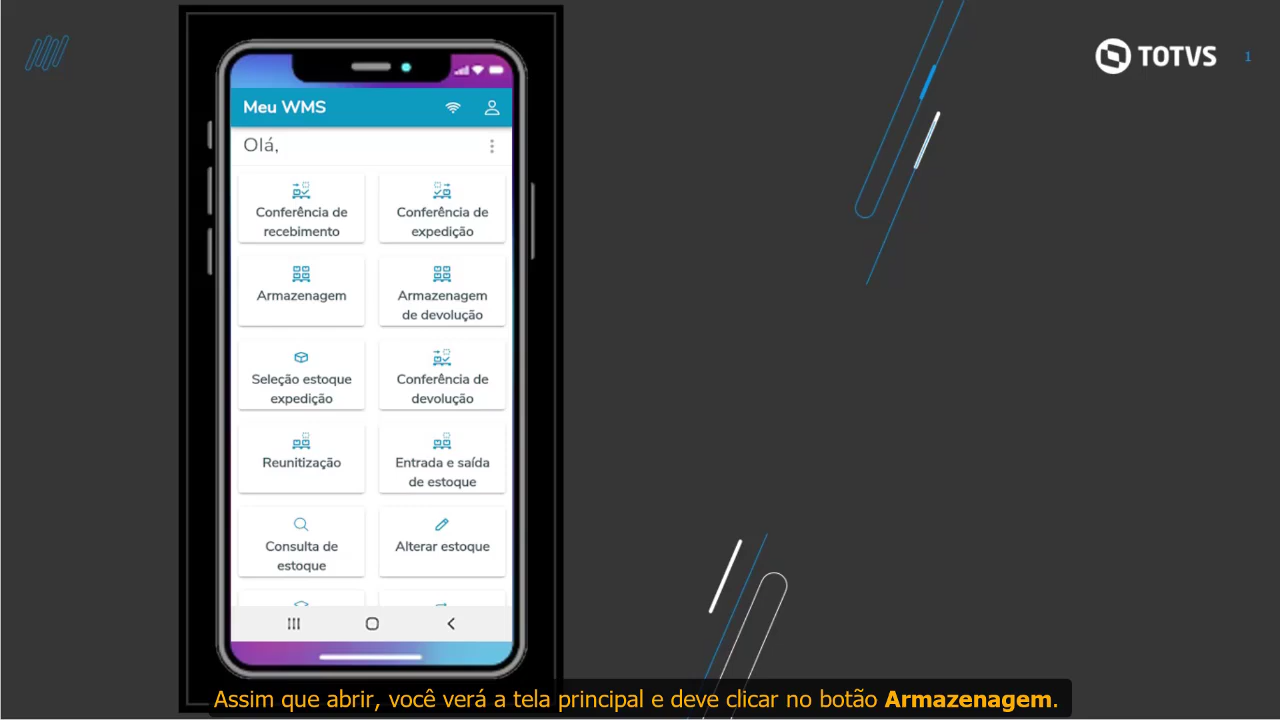 TOTVS
1
Meu WMS
Olá,
Conferência de
recebimento
Conferência de
expedição
Armazenagem
Armazenagem
de devolução
Seleção estoque
expedição
Conferência de
devolução
Reunitização
Entrada e saída
de estoque
Consulta de
estoque
Alterar estoque
Assim que abrir, você verá a tela principal e deve clicar no botão Armazenagem.